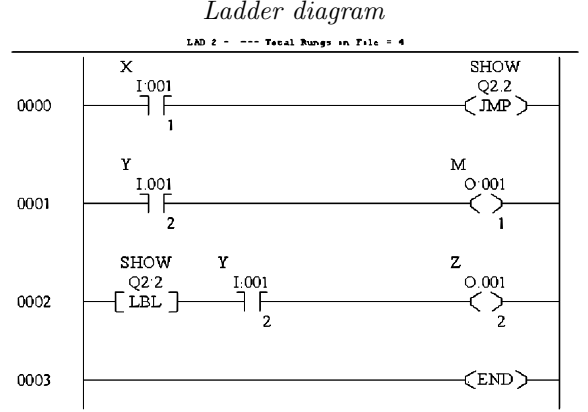 Ladder diagram
LAD 2 - --- Total Rungs in File = 4
X SHOW
I:001 Q2:2
0000 JMP
1
Y M
I:001 O:001
0001
2 1
SHOW Y Z
Q2:2 I:001 O:001
0002 LBL
2 2
0003 END